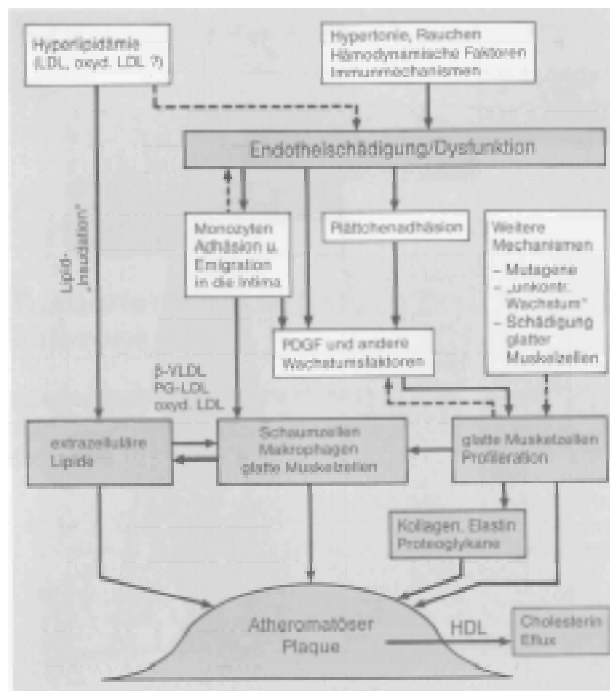 Hyperlipidämie
(LDL, oxyd. LDL ?)
Hypertonie, Rauchen
Hämodynamische Faktoren
Immunmechanismen
Endothelschädigung/Dysfunktion
Lipid-
„Insudation“
Monozyten
Adhäsion u.
Emigration
in die Intima
Plättchenadhäsion
Weitere
Mechanismen
– Mutagene
– „unkontr.
Wachstum“
– Schädigung
glatter
Muskelzellen
PDGF und andere
Wachstumsfaktoren
β-VLDL
PG-LDL
oxyd. LDL
extrazelluläre
Lipide
Schaumzellen
Makrophagen
glatte Muskelzellen
glatte Muskelzellen
Profileration
Kollagen, Elastin
Proteoglykane
Atheromatöser
Plaque
HDL
Cholesterin
Eflux